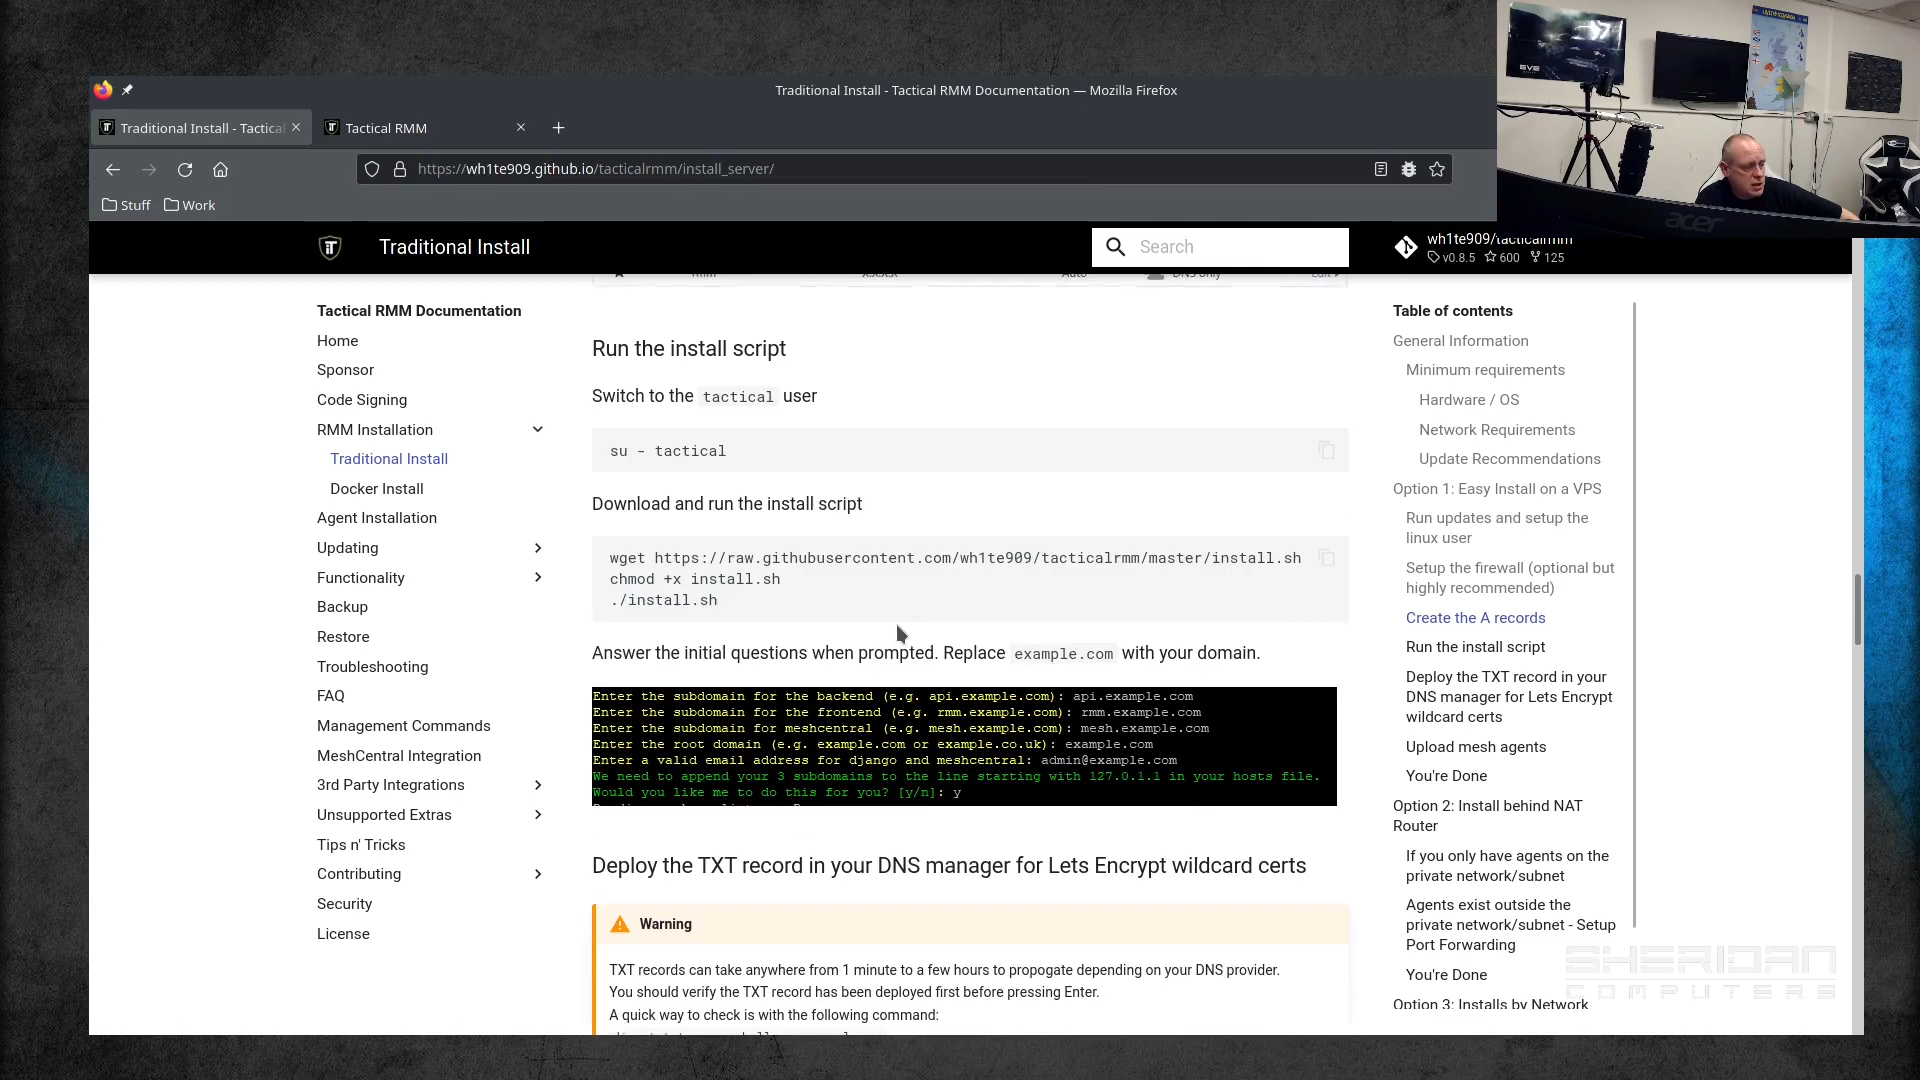 Traditional Install - Tactical RMM Documentation — Mozilla Firefox
Traditional Install - Tactical
Tactical RMM
https://wh1te909.github.io/tacticalrmm/install_server/
Stuff
Work
EVE
acer
Traditional Install
Search
wh1te909/tacticalrmm
v0.8.5 600 125
Tactical RMM Documentation
Home
Sponsor
Code Signing
RMM Installation
Traditional Install
Docker Install
Agent Installation
Updating
Functionality
Backup
Restore
Troubleshooting
FAQ
Management Commands
MeshCentral Integration
3rd Party Integrations
Unsupported Extras
Tips n' Tricks
Contributing
Security
License
Run the install script
Switch to the tactical user
su - tactical
Download and run the install script
wget https://raw.githubusercontent.com/wh1te909/tacticalrmm/master/install.sh
chmod +x install.sh
./install.sh
Answer the initial questions when prompted. Replace example.com with your domain.
Enter the subdomain for the backend (e.g. api.example.com): api.example.com
Enter the subdomain for the frontend (e.g. rmm.example.com): rmm.example.com
Enter the subdomain for meshcentral (e.g. mesh.example.com): mesh.example.com
Enter the root domain (e.g. example.com or example.co.uk): example.com
Enter a valid email address for django and meshcentral: admin@example.com
We need to append your 3 subdomains to the line starting with 127.0.1.1 in your hosts file.
Would you like me to do this for you? [y/n]: y
Deploy the TXT record in your DNS manager for Lets Encrypt wildcard certs
Warning
TXT records can take anywhere from 1 minute to a few hours to propogate depending on your DNS provider.
You should verify the TXT record has been deployed first before pressing Enter.
A quick way to check is with the following command:
Table of contents
General Information
Minimum requirements
Hardware / OS
Network Requirements
Update Recommendations
Option 1: Easy Install on a VPS
Run updates and setup the
linux user
Setup the firewall (optional but
highly recommended)
Create the A records
Run the install script
Deploy the TXT record in your
DNS manager for Lets Encrypt
wildcard certs
Upload mesh agents
You're Done
Option 2: Install behind NAT
Router
If you only have agents on the
private network/subnet
Agents exist outside the
private network/subnet - Setup
Port Forwarding
You're Done
Option 3: Installs by Network
SHERIDAN
COMPUTERS